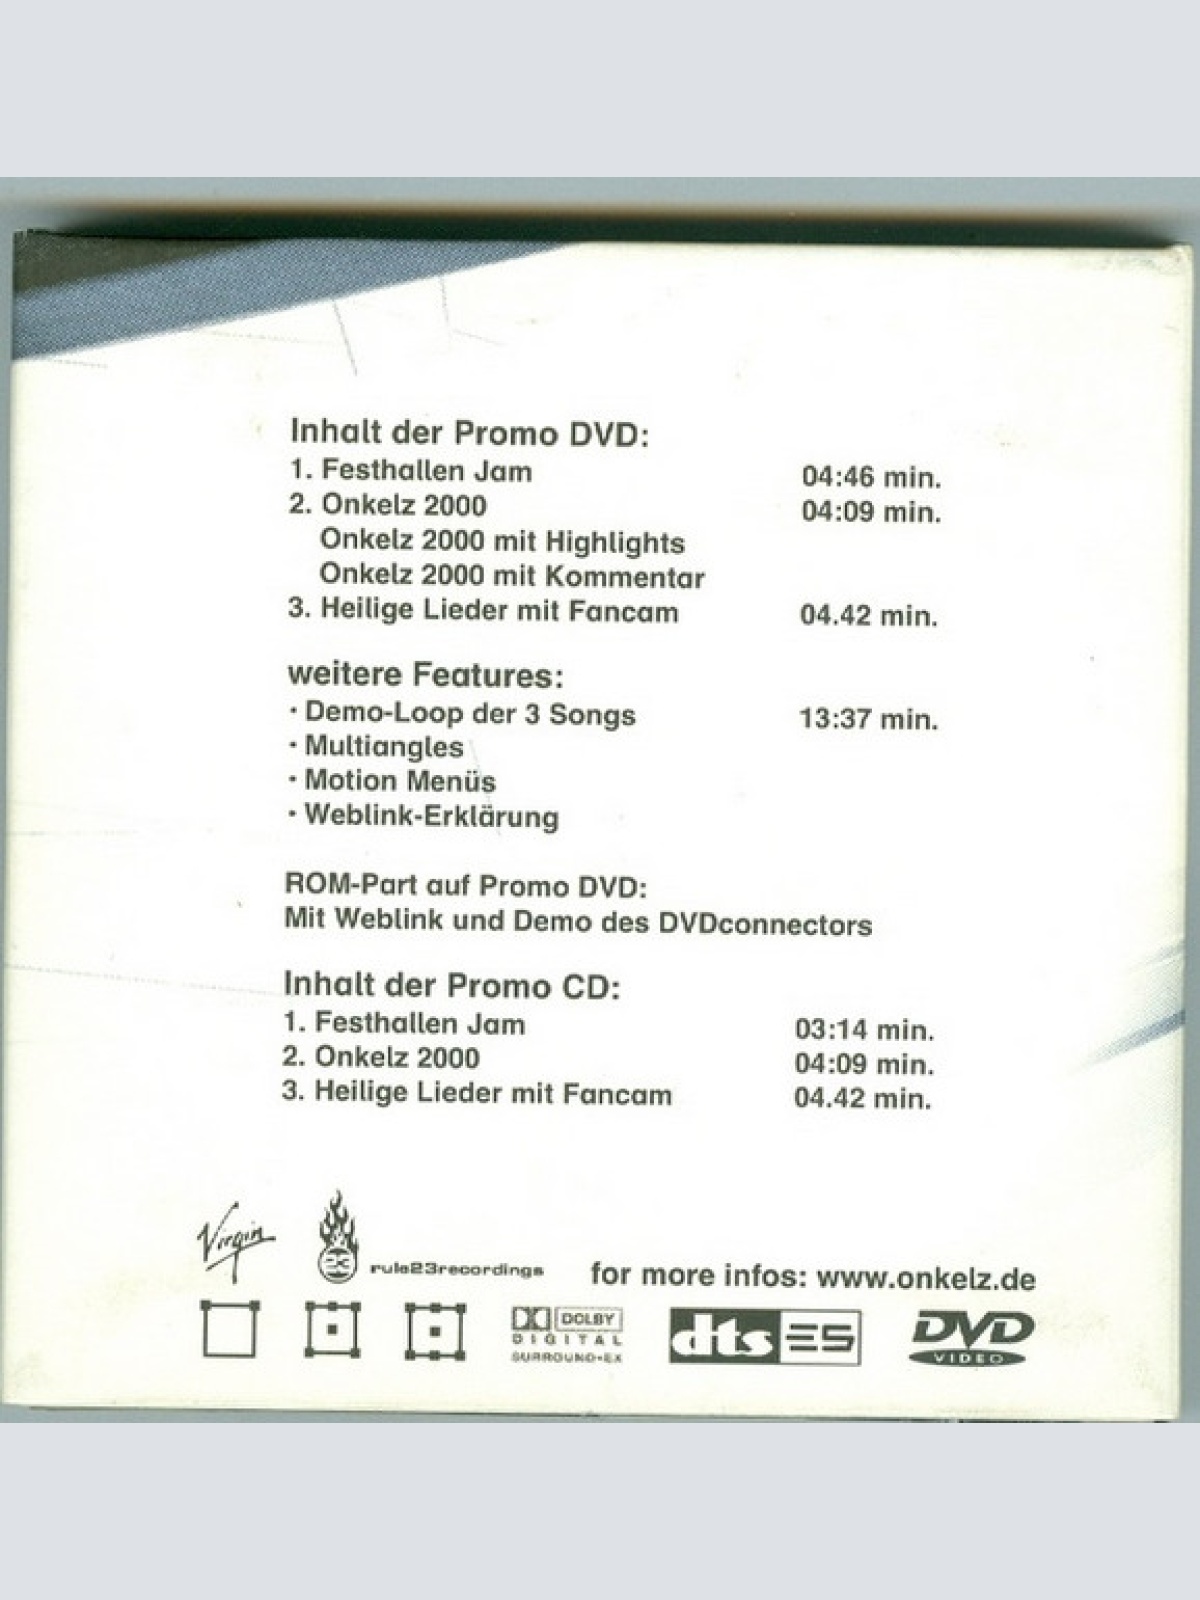 Inhalt der Promo DVD:
1. Festhallen Jam 04:46 min.
2. Onkelz 2000 04:09 min.
Onkelz 2000 mit Highlights
Onkelz 2000 mit Kommentar
3. Heilige Lieder mit Fancam 04.42 min.
weitere Features:
· Demo-Loop der 3 Songs 13:37 min.
· Multiangles
· Motion Menüs
· Weblink-Erklärung
ROM-Part auf Promo DVD:
Mit Weblink und Demo des DVDconnectors
Inhalt der Promo CD:
1. Festhallen Jam 03:14 min.
2. Onkelz 2000 04:09 min.
3. Heilige Lieder mit Fancam 04.42 min.
Virgin
rule23recordings
for more infos: www.onkelz.de
DOLBY
DIGITAL
SURROUND·EX
dts ES
DVD
VIDEO